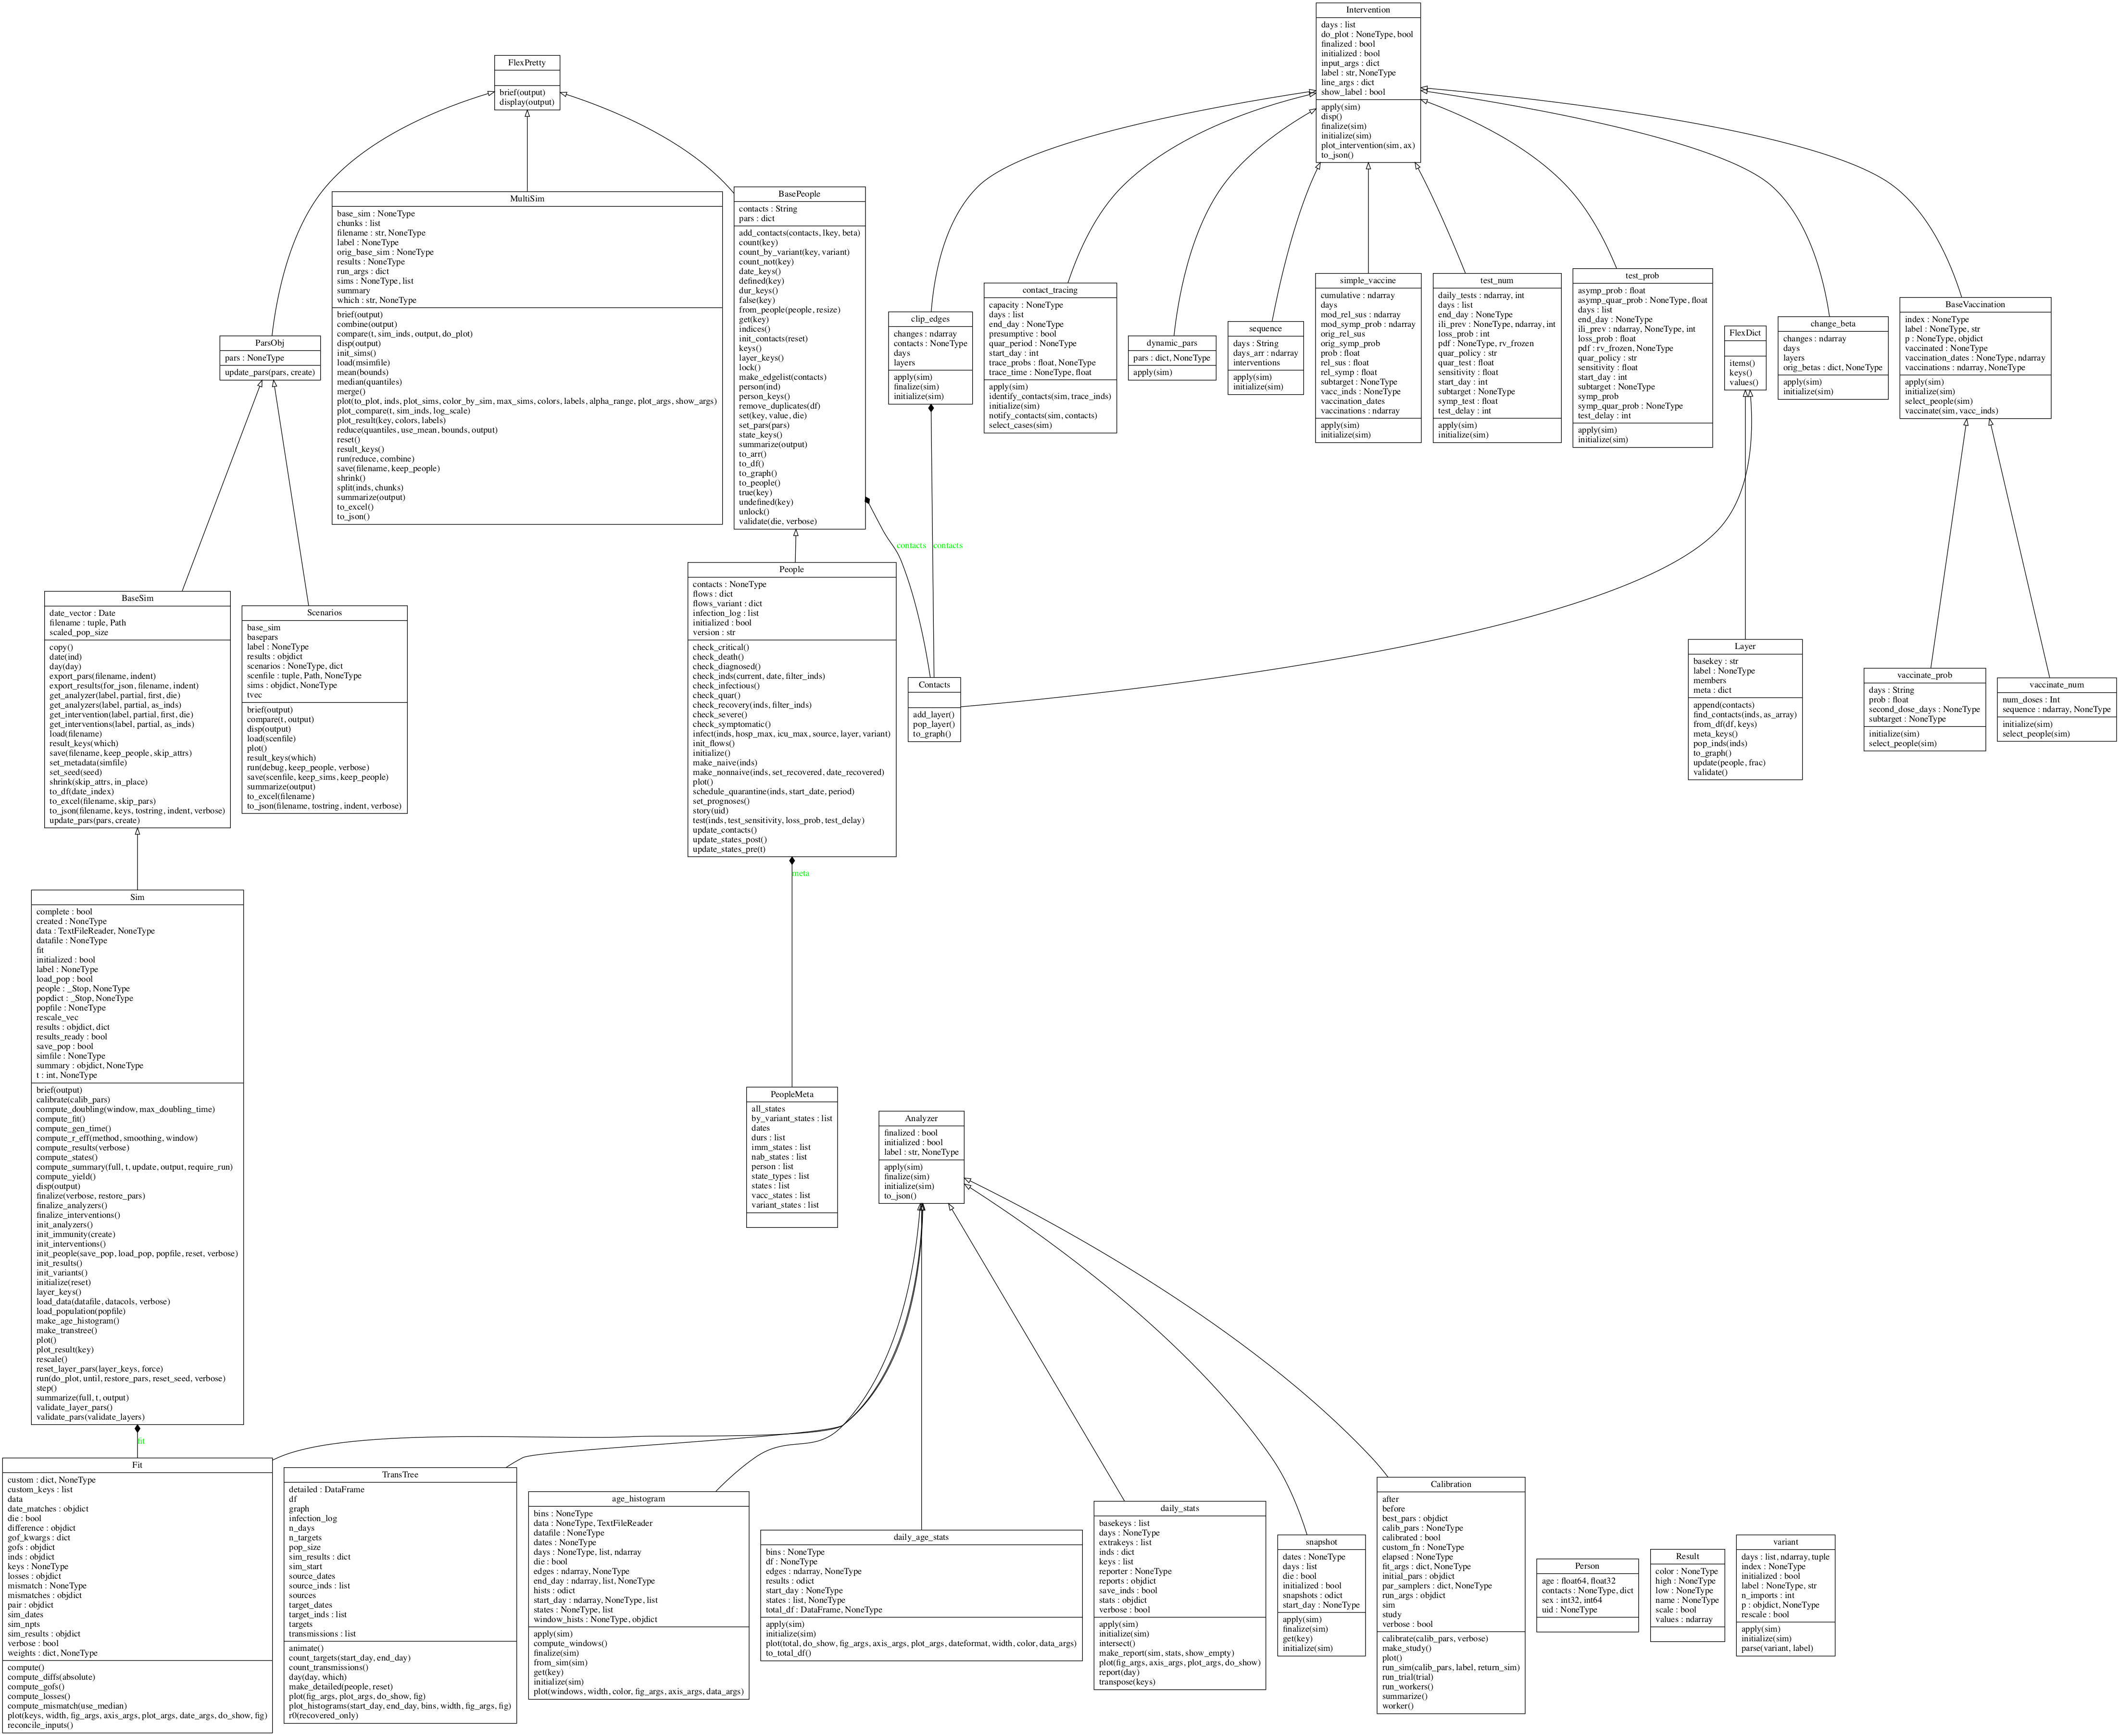 Intervention
days : list
do_plot : NoneType, bool
finalized : bool
initialized : bool
input_args : dict
label : str, NoneType
line_args : dict
show_label : bool
apply(sim)
disp()
finalize(sim)
initialize(sim)
plot_intervention(sim, ax)
to_json()
FlexPretty
brief(output)
display(output)
MultiSim
base_sim : NoneType
chunks : list
filename : str, NoneType
label : NoneType
orig_base_sim : NoneType
results : NoneType
run_args : dict
sims : NoneType, list
summary
which : str, NoneType
brief(output)
combine(output)
compare(t, sim_inds, output, do_plot)
disp(output)
init_sims()
load(msimfile)
mean(bounds)
median(quantiles)
merge()
plot(to_plot, inds, plot_sims, color_by_sim, max_sims, colors, labels, alpha_range, plot_args, show_args)
plot_compare(t, sim_inds, log_scale)
plot_result(key, colors, labels)
reduce(quantiles, use_mean, bounds, output)
reset()
result_keys()
run(reduce, combine)
save(filename, keep_people)
shrink()
split(inds, chunks)
summarize(output)
to_excel()
to_json()
BasePeople
contacts : String
pars : dict
add_contacts(contacts, lkey, beta)
count(key)
count_by_variant(key, variant)
count_not(key)
date_keys()
defined(key)
dur_keys()
false(key)
from_people(people, resize)
get(key)
indices()
init_contacts(reset)
keys()
layer_keys()
lock()
make_edgelist(contacts)
person(ind)
person_keys()
remove_duplicates(df)
set(key, value, die)
set_pars(pars)
state_keys()
summarize(output)
to_arr()
to_df()
to_graph()
to_people()
true(key)
undefined(key)
unlock()
validate(die, verbose)
ParsObj
pars : NoneType
update_pars(pars, create)
clip_edges
changes : ndarray
contacts : NoneType
days
layers
apply(sim)
finalize(sim)
initialize(sim)
contact_tracing
capacity : NoneType
days : list
end_day : NoneType
presumptive : bool
quar_period : NoneType
start_day : int
trace_probs : float, NoneType
trace_time : NoneType, float
apply(sim)
identify_contacts(sim, trace_inds)
initialize(sim)
notify_contacts(sim, contacts)
select_cases(sim)
dynamic_pars
pars : dict, NoneType
apply(sim)
sequence
days : String
days_arr : ndarray
interventions
apply(sim)
initialize(sim)
simple_vaccine
cumulative : ndarray
days
mod_rel_sus : ndarray
mod_symp_prob : ndarray
orig_rel_sus
orig_symp_prob
prob : float
rel_sus : float
rel_symp : float
subtarget : NoneType
vacc_inds : NoneType
vaccination_dates
vaccinations : ndarray
apply(sim)
initialize(sim)
test_num
daily_tests : ndarray, int
days : list
end_day : NoneType
ili_prev : NoneType, ndarray, int
loss_prob : int
pdf : NoneType, rv_frozen
quar_policy : str
quar_test : float
sensitivity : float
start_day : int
subtarget : NoneType
symp_test : float
test_delay : int
apply(sim)
initialize(sim)
test_prob
asymp_prob : float
asymp_quar_prob : NoneType, float
days : list
end_day : NoneType
ili_prev : ndarray, NoneType, int
loss_prob : float
pdf : rv_frozen, NoneType
quar_policy : str
sensitivity : float
start_day : int
subtarget : NoneType
symp_prob
symp_quar_prob : NoneType
test_delay : int
apply(sim)
initialize(sim)
FlexDict
items()
keys()
values()
change_beta
changes : ndarray
days
layers
orig_betas : dict, NoneType
apply(sim)
initialize(sim)
BaseVaccination
index : NoneType
label : NoneType, str
p : NoneType, objdict
vaccinated : NoneType
vaccination_dates : NoneType, ndarray
vaccinations : ndarray, NoneType
apply(sim)
initialize(sim)
select_people(sim)
vaccinate(sim, vacc_inds)
contacts
contacts
BaseSim
date_vector : Date
filename : tuple, Path
scaled_pop_size
copy()
date(ind)
day(day)
export_pars(filename, indent)
export_results(for_json, filename, indent)
get_analyzer(label, partial, first, die)
get_analyzers(label, partial, as_inds)
get_intervention(label, partial, first, die)
get_interventions(label, partial, as_inds)
load(filename)
result_keys(which)
save(filename, keep_people, skip_attrs)
set_metadata(simfile)
set_seed(seed)
shrink(skip_attrs, in_place)
to_df(date_index)
to_excel(filename, skip_pars)
to_json(filename, keys, tostring, indent, verbose)
update_pars(pars, create)
Scenarios
base_sim
basepars
label : NoneType
results : objdict
scenarios : NoneType, dict
scenfile : tuple, Path, NoneType
sims : objdict, NoneType
tvec
brief(output)
compare(t, output)
disp(output)
load(scenfile)
plot()
result_keys(which)
run(debug, keep_people, verbose)
save(scenfile, keep_sims, keep_people)
summarize(output)
to_excel(filename)
to_json(filename, tostring, indent, verbose)
People
contacts : NoneType
flows : dict
flows_variant : dict
infection_log : list
initialized : bool
version : str
check_critical()
check_death()
check_diagnosed()
check_inds(current, date, filter_inds)
check_infectious()
check_quar()
check_recovery(inds, filter_inds)
check_severe()
check_symptomatic()
infect(inds, hosp_max, icu_max, source, layer, variant)
init_flows()
initialize()
make_naive(inds)
make_nonnaive(inds, set_recovered, date_recovered)
plot()
schedule_quarantine(inds, start_date, period)
set_prognoses()
story(uid)
test(inds, test_sensitivity, loss_prob, test_delay)
update_contacts()
update_states_post()
update_states_pre(t)
Contacts
add_layer()
pop_layer()
to_graph()
Layer
basekey : str
label : NoneType
members
meta : dict
append(contacts)
find_contacts(inds, as_array)
from_df(df, keys)
meta_keys()
pop_inds(inds)
to_graph()
update(people, frac)
validate()
vaccinate_prob
days : String
prob : float
second_dose_days : NoneType
subtarget : NoneType
initialize(sim)
select_people(sim)
vaccinate_num
num_doses : Int
sequence : ndarray, NoneType
initialize(sim)
select_people(sim)
meta
Sim
complete : bool
created : NoneType
data : TextFileReader, NoneType
datafile : NoneType
fit
initialized : bool
label : NoneType
load_pop : bool
people : _Stop, NoneType
popdict : _Stop, NoneType
popfile : NoneType
rescale_vec
results : objdict, dict
results_ready : bool
save_pop : bool
simfile : NoneType
summary : objdict, NoneType
t : int, NoneType
brief(output)
calibrate(calib_pars)
compute_doubling(window, max_doubling_time)
compute_fit()
compute_gen_time()
compute_r_eff(method, smoothing, window)
compute_results(verbose)
compute_states()
compute_summary(full, t, update, output, require_run)
compute_yield()
disp(output)
finalize(verbose, restore_pars)
finalize_analyzers()
finalize_interventions()
init_analyzers()
init_immunity(create)
init_interventions()
init_people(save_pop, load_pop, popfile, reset, verbose)
init_results()
init_variants()
initialize(reset)
layer_keys()
load_data(datafile, datacols, verbose)
load_population(popfile)
make_age_histogram()
make_transtree()
plot()
plot_result(key)
rescale()
reset_layer_pars(layer_keys, force)
run(do_plot, until, restore_pars, reset_seed, verbose)
step()
summarize(full, t, output)
validate_layer_pars()
validate_pars(validate_layers)
PeopleMeta
all_states
by_variant_states : list
dates
durs : list
imm_states : list
nab_states : list
person : list
state_types : list
states : list
vacc_states : list
variant_states : list
Analyzer
finalized : bool
initialized : bool
label : str, NoneType
apply(sim)
finalize(sim)
initialize(sim)
to_json()
fit
Fit
custom : dict, NoneType
custom_keys : list
data
date_matches : objdict
die : bool
difference : objdict
gof_kwargs : dict
gofs : objdict
inds : objdict
keys : NoneType
losses : objdict
mismatch : NoneType
mismatches : objdict
pair : objdict
sim_dates
sim_npts
sim_results : objdict
verbose : bool
weights : dict, NoneType
compute()
compute_diffs(absolute)
compute_gofs()
compute_losses()
compute_mismatch(use_median)
plot(keys, width, fig_args, axis_args, plot_args, date_args, do_show, fig)
reconcile_inputs()
TransTree
detailed : DataFrame
df
graph
infection_log
n_days
n_targets
pop_size
sim_results : dict
sim_start
source_dates
source_inds : list
sources
target_dates
target_inds : list
targets
transmissions : list
animate()
count_targets(start_day, end_day)
count_transmissions()
day(day, which)
make_detailed(people, reset)
plot(fig_args, plot_args, do_show, fig)
plot_histograms(start_day, end_day, bins, width, fig_args, fig)
r0(recovered_only)
age_histogram
bins : NoneType
data : NoneType, TextFileReader
datafile : NoneType
dates : NoneType
days : NoneType, list, ndarray
die : bool
edges : ndarray, NoneType
end_day : ndarray, list, NoneType
hists : odict
start_day : ndarray, NoneType, list
states : NoneType, list
window_hists : NoneType, objdict
apply(sim)
compute_windows()
finalize(sim)
from_sim(sim)
get(key)
initialize(sim)
plot(windows, width, color, fig_args, axis_args, data_args)
daily_age_stats
bins : NoneType
df : NoneType
edges : ndarray, NoneType
results : odict
start_day : NoneType
states : list, NoneType
total_df : DataFrame, NoneType
apply(sim)
initialize(sim)
plot(total, do_show, fig_args, axis_args, plot_args, dateformat, width, color, data_args)
to_total_df()
daily_stats
basekeys : list
days : NoneType
extrakeys : list
inds : dict
keys : list
reporter : NoneType
reports : objdict
save_inds : bool
stats : objdict
verbose : bool
apply(sim)
initialize(sim)
intersect()
make_report(sim, stats, show_empty)
plot(fig_args, axis_args, plot_args, do_show)
report(day)
transpose(keys)
snapshot
dates : NoneType
days : list
die : bool
initialized : bool
snapshots : odict
start_day : NoneType
apply(sim)
finalize(sim)
get(key)
initialize(sim)
Calibration
after
before
best_pars : objdict
calib_pars : NoneType
calibrated : bool
custom_fn : NoneType
elapsed : NoneType
fit_args : dict, NoneType
initial_pars : objdict
par_samplers : dict, NoneType
run_args : objdict
sim
study
verbose : bool
calibrate(calib_pars, verbose)
make_study()
plot()
run_sim(calib_pars, label, return_sim)
run_trial(trial)
run_workers()
summarize()
worker()
Person
age : float64, float32
contacts : NoneType, dict
sex : int32, int64
uid : NoneType
Result
color : NoneType
high : NoneType
low : NoneType
name : NoneType
scale : bool
values : ndarray
variant
days : list, ndarray, tuple
index : NoneType
initialized : bool
label : NoneType, str
n_imports : int
p : objdict, NoneType
rescale : bool
apply(sim)
initialize(sim)
parse(variant, label)